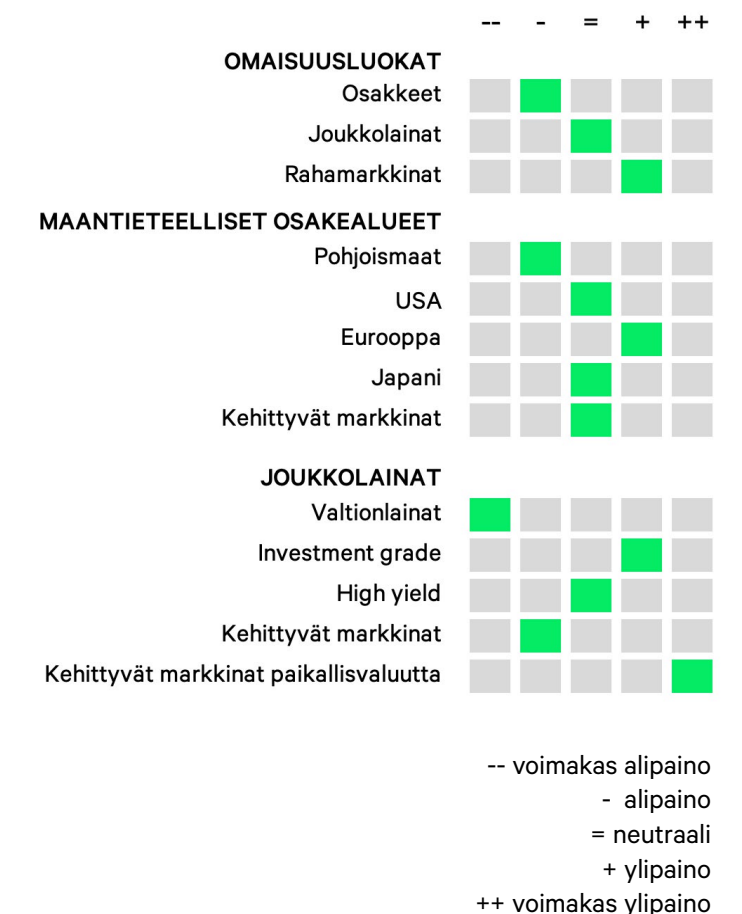 -- - = + ++
OMAISUUSLUOKAT
Osakkeet
Joukkolainat
Rahamarkkinat
MAANTIETEELLISET OSAKEALUEET
Pohjoismaat
USA
Eurooppa
Japani
Kehittyvät markkinat
JOUKKOLAINAT
Valtionlainat
Investment grade
High yield
Kehittyvät markkinat
Kehittyvät markkinat paikallisvaluutta
-- voimakas alipaino
- alipaino
= neutraali
+ ylipaino
++ voimakas ylipaino